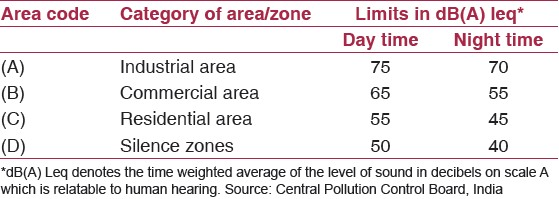 Area code Category of area/zone Limits in dB(A) leq*
Day time Night time
(A) Industrial area 75 70
(B) Commercial area 65 55
(C) Residential area 55 45
(D) Silence zones 50 40
*dB(A) Leq denotes the time weighted average of the level of sound in decibels on scale A
which is relatable to human hearing. Source: Central Pollution Control Board, India